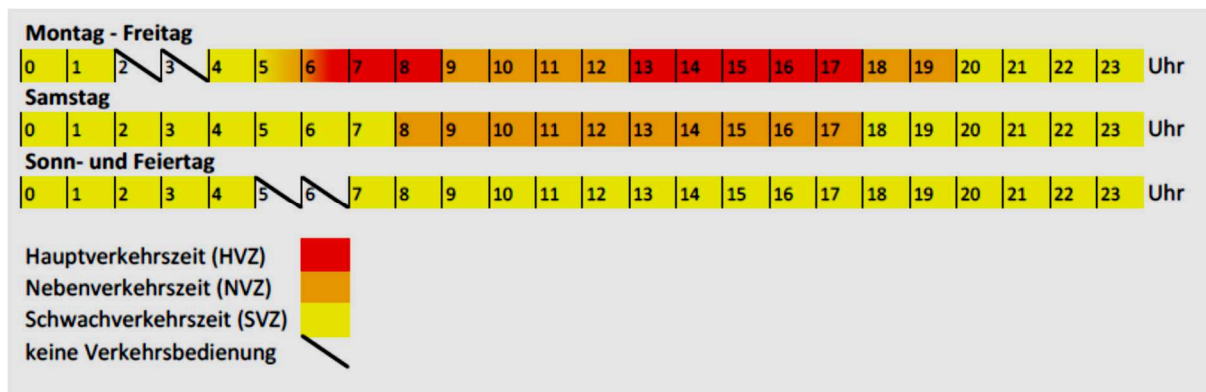 Montag - Freitag
0 1 2 3 4 5 6 7 8 9 10 11 12 13 14 15 16 17 18 19 20 21 22 23 Uhr
Samstag
0 1 2 3 4 5 6 7 8 9 10 11 12 13 14 15 16 17 18 19 20 21 22 23 Uhr
Sonn- und Feiertag
0 1 2 3 4 5 6 7 8 9 10 11 12 13 14 15 16 17 18 19 20 21 22 23 Uhr
Hauptverkehrszeit (HVZ)
Nebenverkehrszeit (NVZ)
Schwachverkehrszeit (SVZ)
keine Verkehrsbedienung